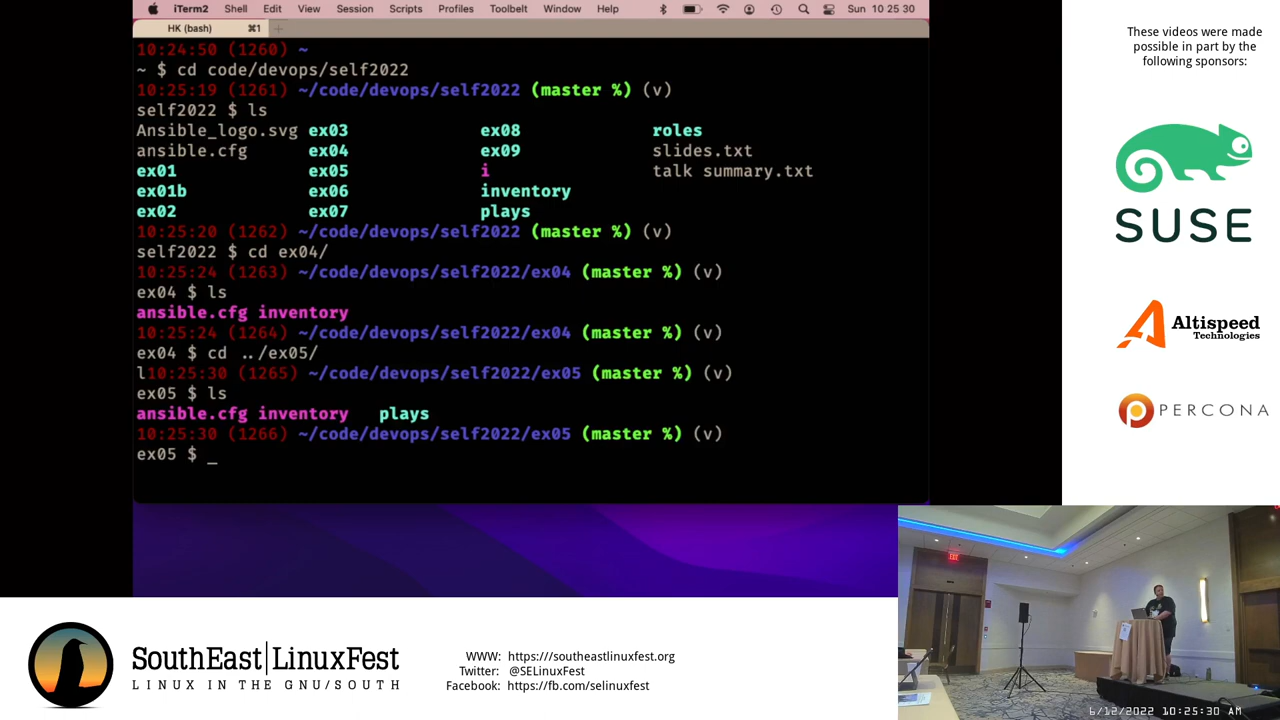 iTerm2 Shell Edit View Session Scripts Profiles Toolbelt Window Help Sun 10 25 30
HK (bash) ⌘1 +
10:24:50 (1260) ~
~ $ cd code/devops/self2022
10:25:19 (1261) ~/code/devops/self2022 (master %) (v)
self2022 $ ls
Ansible_logo.svg ex03 ex08 roles
ansible.cfg ex04 ex09 slides.txt
ex01 ex05 i talk summary.txt
ex01b ex06 inventory
ex02 ex07 plays
10:25:20 (1262) ~/code/devops/self2022 (master %) (v)
self2022 $ cd ex04/
10:25:24 (1263) ~/code/devops/self2022/ex04 (master %) (v)
ex04 $ ls
ansible.cfg inventory
10:25:24 (1264) ~/code/devops/self2022/ex04 (master %) (v)
ex04 $ cd ../ex05/
l10:25:30 (1265) ~/code/devops/self2022/ex05 (master %) (v)
ex05 $ ls
ansible.cfg inventory plays
10:25:30 (1266) ~/code/devops/self2022/ex05 (master %) (v)
ex05 $ _
These videos were made
possible in part by the
following sponsors:
SUSE
Altispeed
Technologies
PERCONA
SouthEast LinuxFest
LINUX IN THE GNU/SOUTH
WWW: https:///southeastlinuxfest.org
Twitter: @SELinuxFest
Facebook: https://fb.com/selinuxfest
6/12/2022 10:25:30 AM